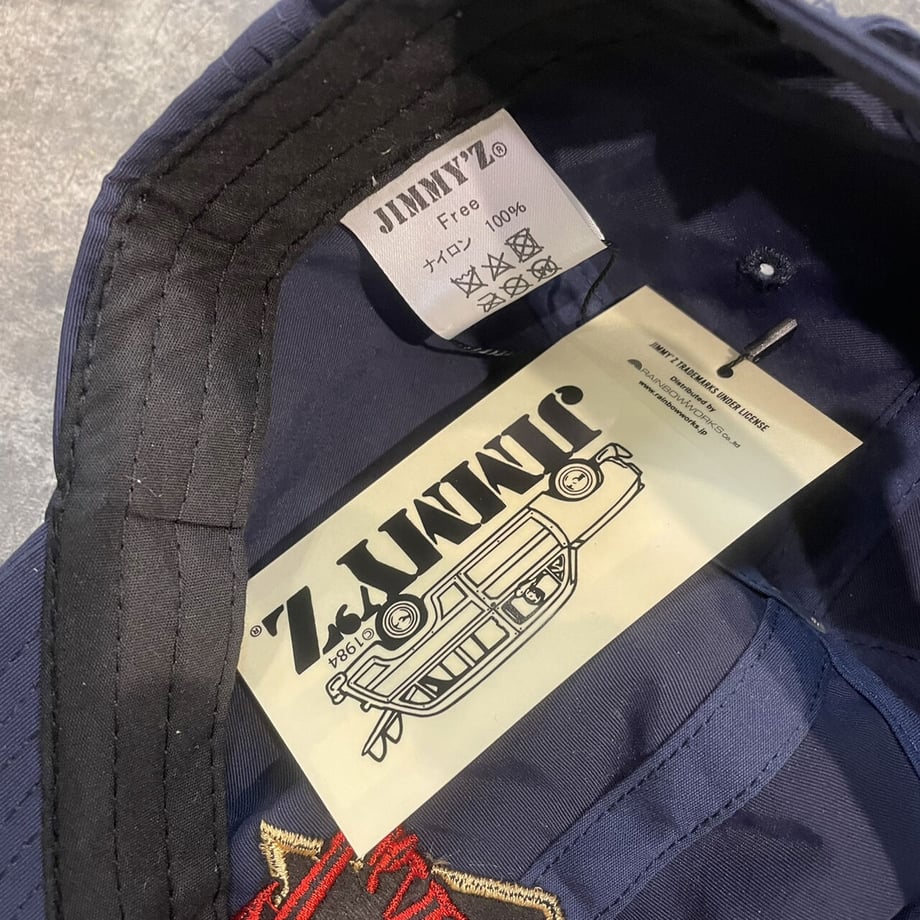 JIMMY'Z®
Free
ナイロン 100%
JIMMY'Z TRADEMARKS UNDER LICENSE
Distributed by
RAINBOWWORKS Co.,ltd
www.rainbowworks.jp
JIMMY'Z®
©1984